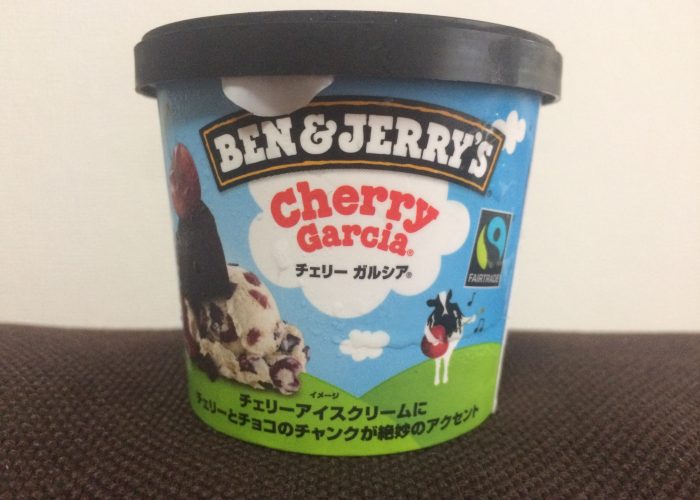 BEN & JERRY'S
Cherry
Garcia®
チェリー ガルシア®
FAIRTRADE
イメージ
チェリーアイスクリームに
チェリーとチョコのチャンクが絶妙のアクセント